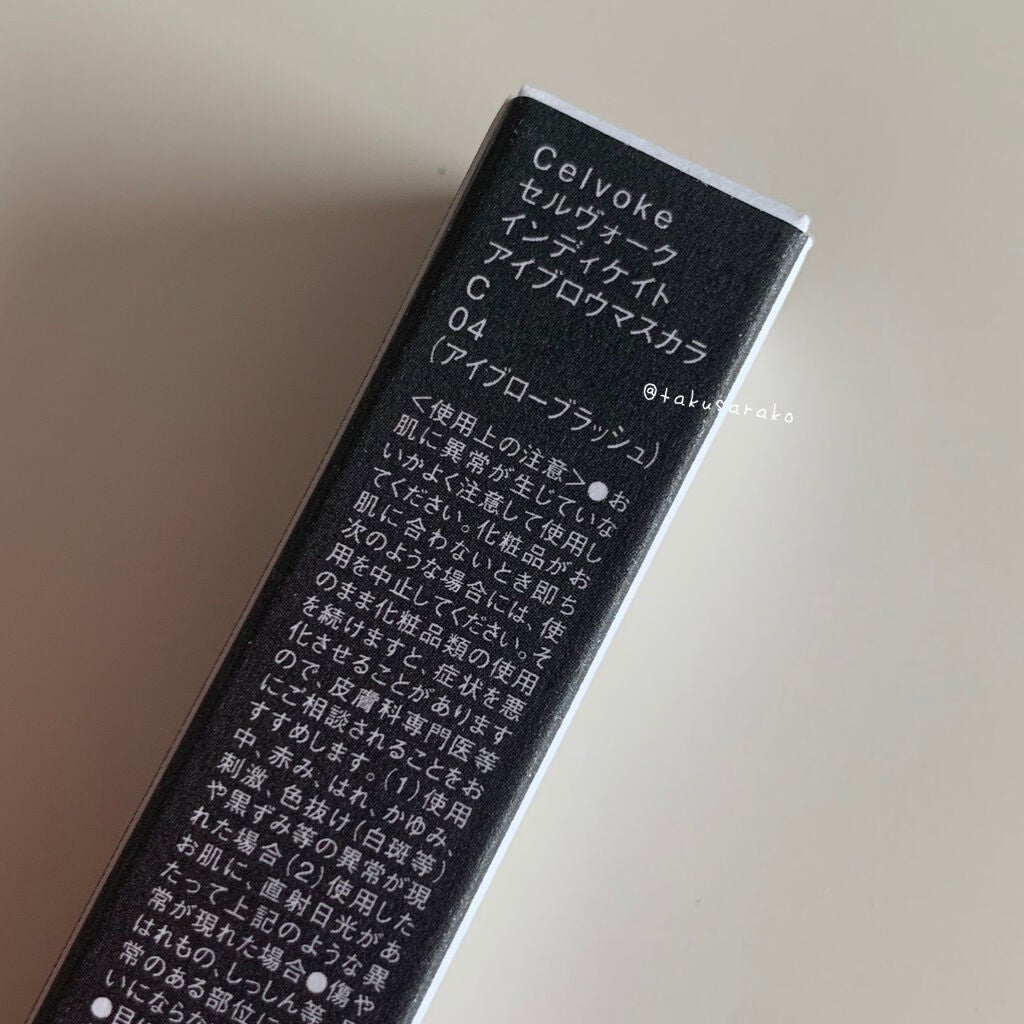 Celvoke
セルヴォーク
インディケイト
アイブロウマスカラ
C
04
(アイブローブラッシュ)
@takusarako
<使用上の注意>●お
肌に異常が生じていな
いかよく注意して使用し
てください。化粧品がお
肌に合わないとき即ち
次のような場合には、使
用を中止してください。そ
のまま化粧品類の使用
を続けますと、症状を悪
化させることがあります
ので、皮膚科専門医等
にご相談されることをお
すすめします。(1)使用
中、赤み、はれ、かゆみ、
刺激、色抜け(白斑等)
や黒ずみ等の異常が現
れた場合(2)使用した
お肌に、直射日光があ
たって上記のような異
常が現れた場合●傷や
はれもの、しっしん等
常のある部位に
いにならな